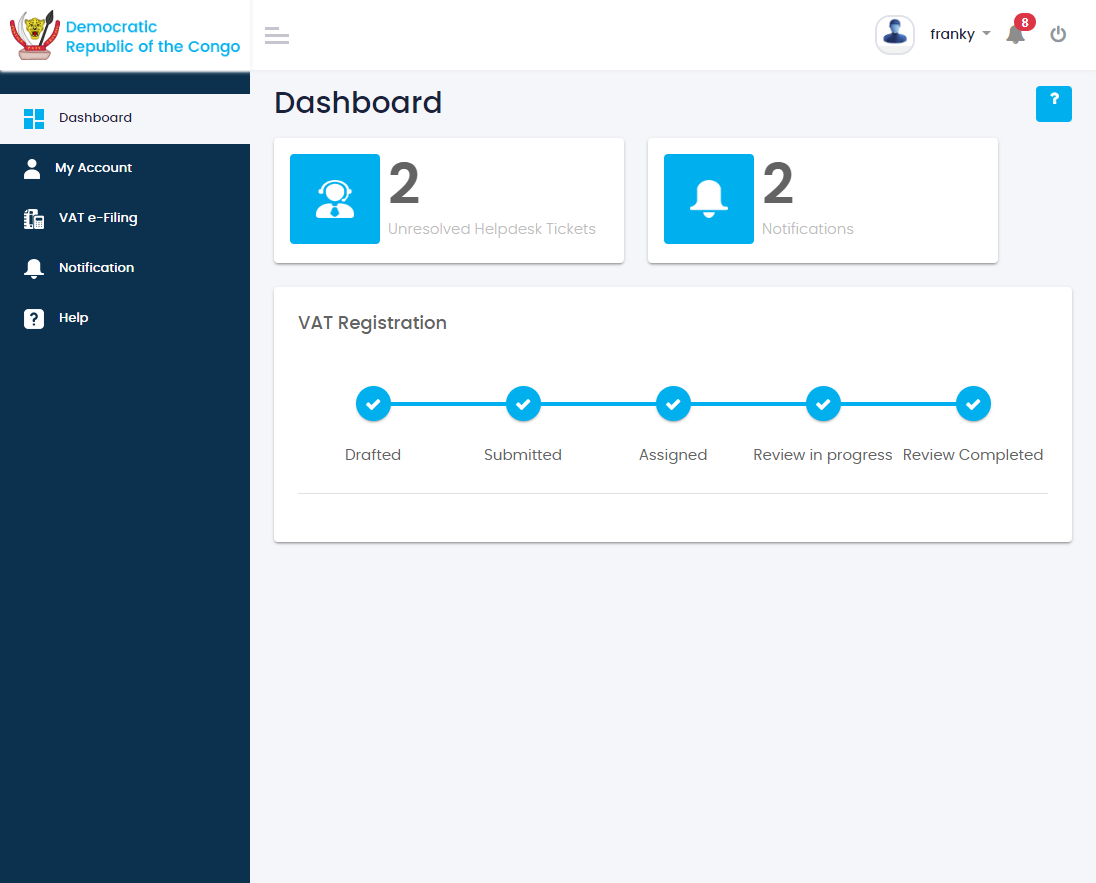 Democratic
Republic of the Congo
franky
8
Dashboard
My Account
VAT e-Filing
Notification
Help
Dashboard
?
2
Unresolved Helpdesk Tickets
2
Notifications
VAT Registration
Drafted
Submitted
Assigned
Review in progress
Review Completed